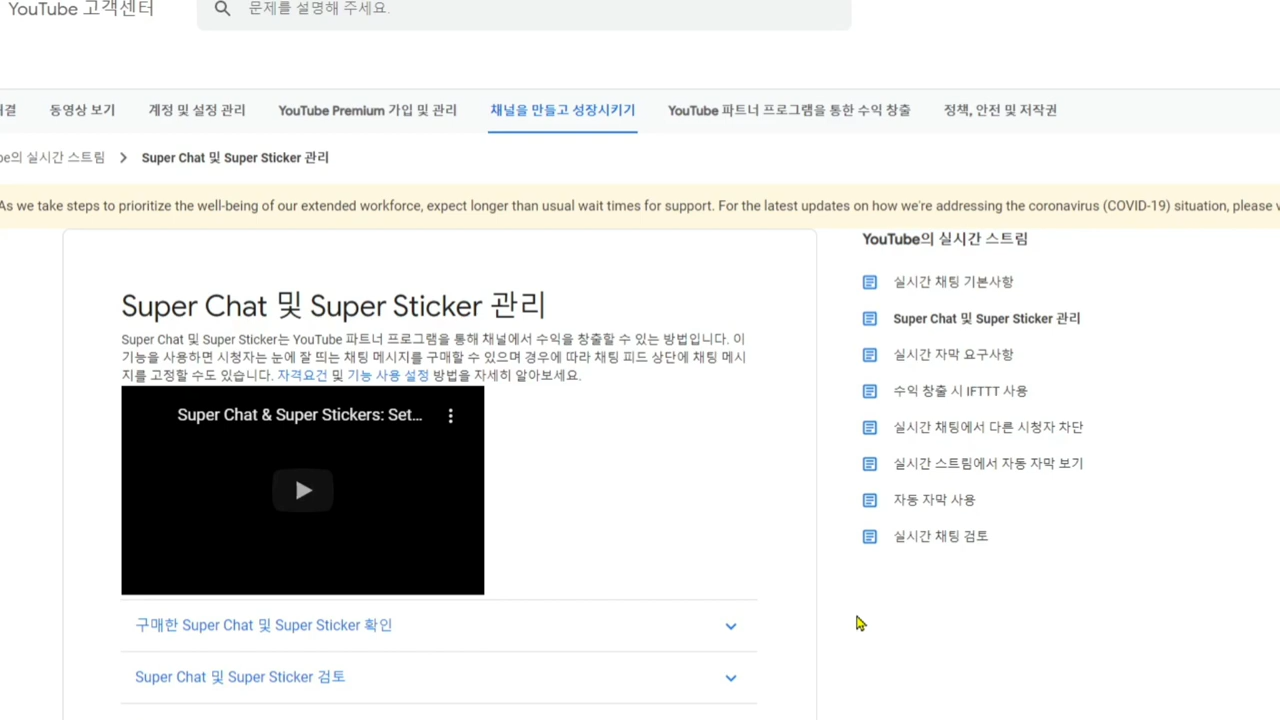 YouTube 고객센터
문제를 설명해 주세요.
결
동영상 보기
계정 및 설정 관리
YouTube Premium 가입 및 관리
채널을 만들고 성장시키기
YouTube 파트너 프로그램을 통한 수익 창출
정책, 안전 및 저작권
be의 실시간 스트림
Super Chat 및 Super Sticker 관리
As we take steps to prioritize the well-being of our extended workforce, expect longer than usual wait times for support. For the latest updates on how we're addressing the coronavirus (COVID-19) situation, please
Super Chat 및 Super Sticker 관리
Super Chat 및 Super Sticker는 YouTube 파트너 프로그램을 통해 채널에서 수익을 창출할 수 있는 방법입니다. 이
기능을 사용하면 시청자는 눈에 잘 띄는 채팅 메시지를 구매할 수 있으며 경우에 따라 채팅 피드 상단에 채팅 메시
지를 고정할 수도 있습니다. 자격요건 및 기능 사용 설정 방법을 자세히 알아보세요.
Super Chat & Super Stickers: Set...
구매한 Super Chat 및 Super Sticker 확인
Super Chat 및 Super Sticker 검토
YouTube의 실시간 스트림
실시간 채팅 기본사항
Super Chat 및 Super Sticker 관리
실시간 자막 요구사항
수익 창출 시 IFTTT 사용
실시간 채팅에서 다른 시청자 차단
실시간 스트림에서 자동 자막 보기
자동 자막 사용
실시간 채팅 검토